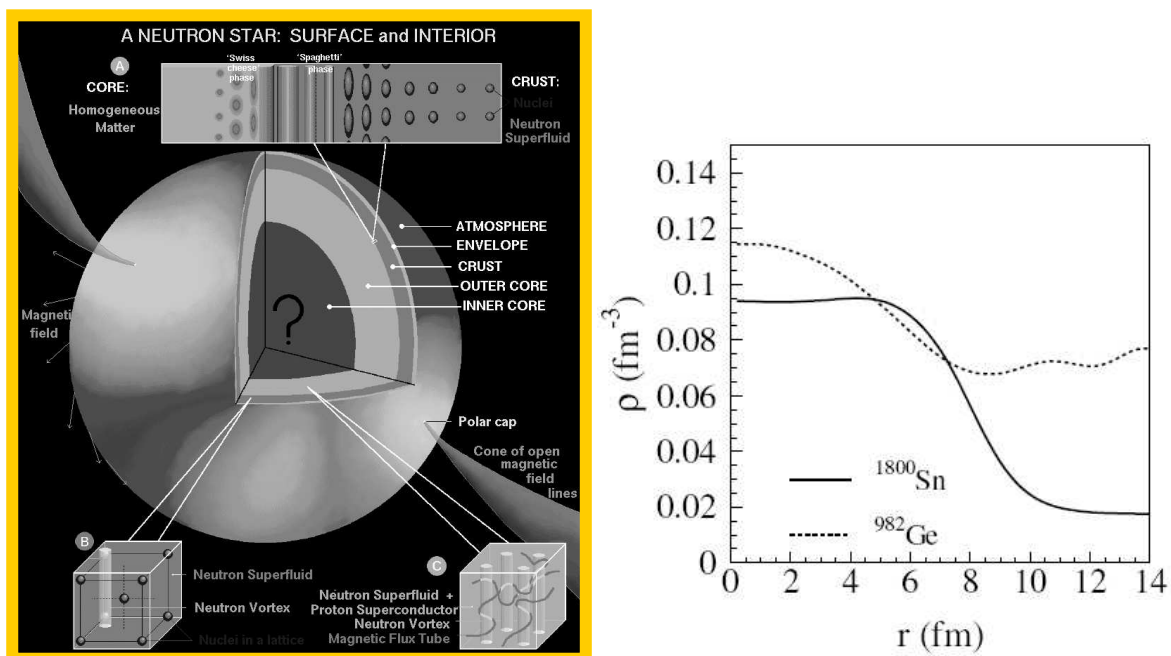 A NEUTRON STAR: SURFACE and INTERIOR
'Swiss
cheese
phase
'Spaghetti'
phase
A
CORE:
Homogeneous
Matter
CRUST:
Nuclei
Neutron
Superfluid
ATMOSPHERE
ENVELOPE
CRUST
OUTER CORE
INNER CORE
?
Magnetic
field
Polar cap
Cone of open
magnetic
field
lines
B
Neutron Superfluid
Neutron Vortex
Nuclei in a lattice
C
Neutron Superfluid +
Proton Superconductor
Neutron Vortex
Magnetic Flux Tube
0.14
0.12
0.1
0.08
0.06
0.04
0.02
0
ρ (fm⁻³)
¹⁸⁰⁰Sn
⁹⁸²Ge
0 2 4 6 8 10 12 14
r (fm)